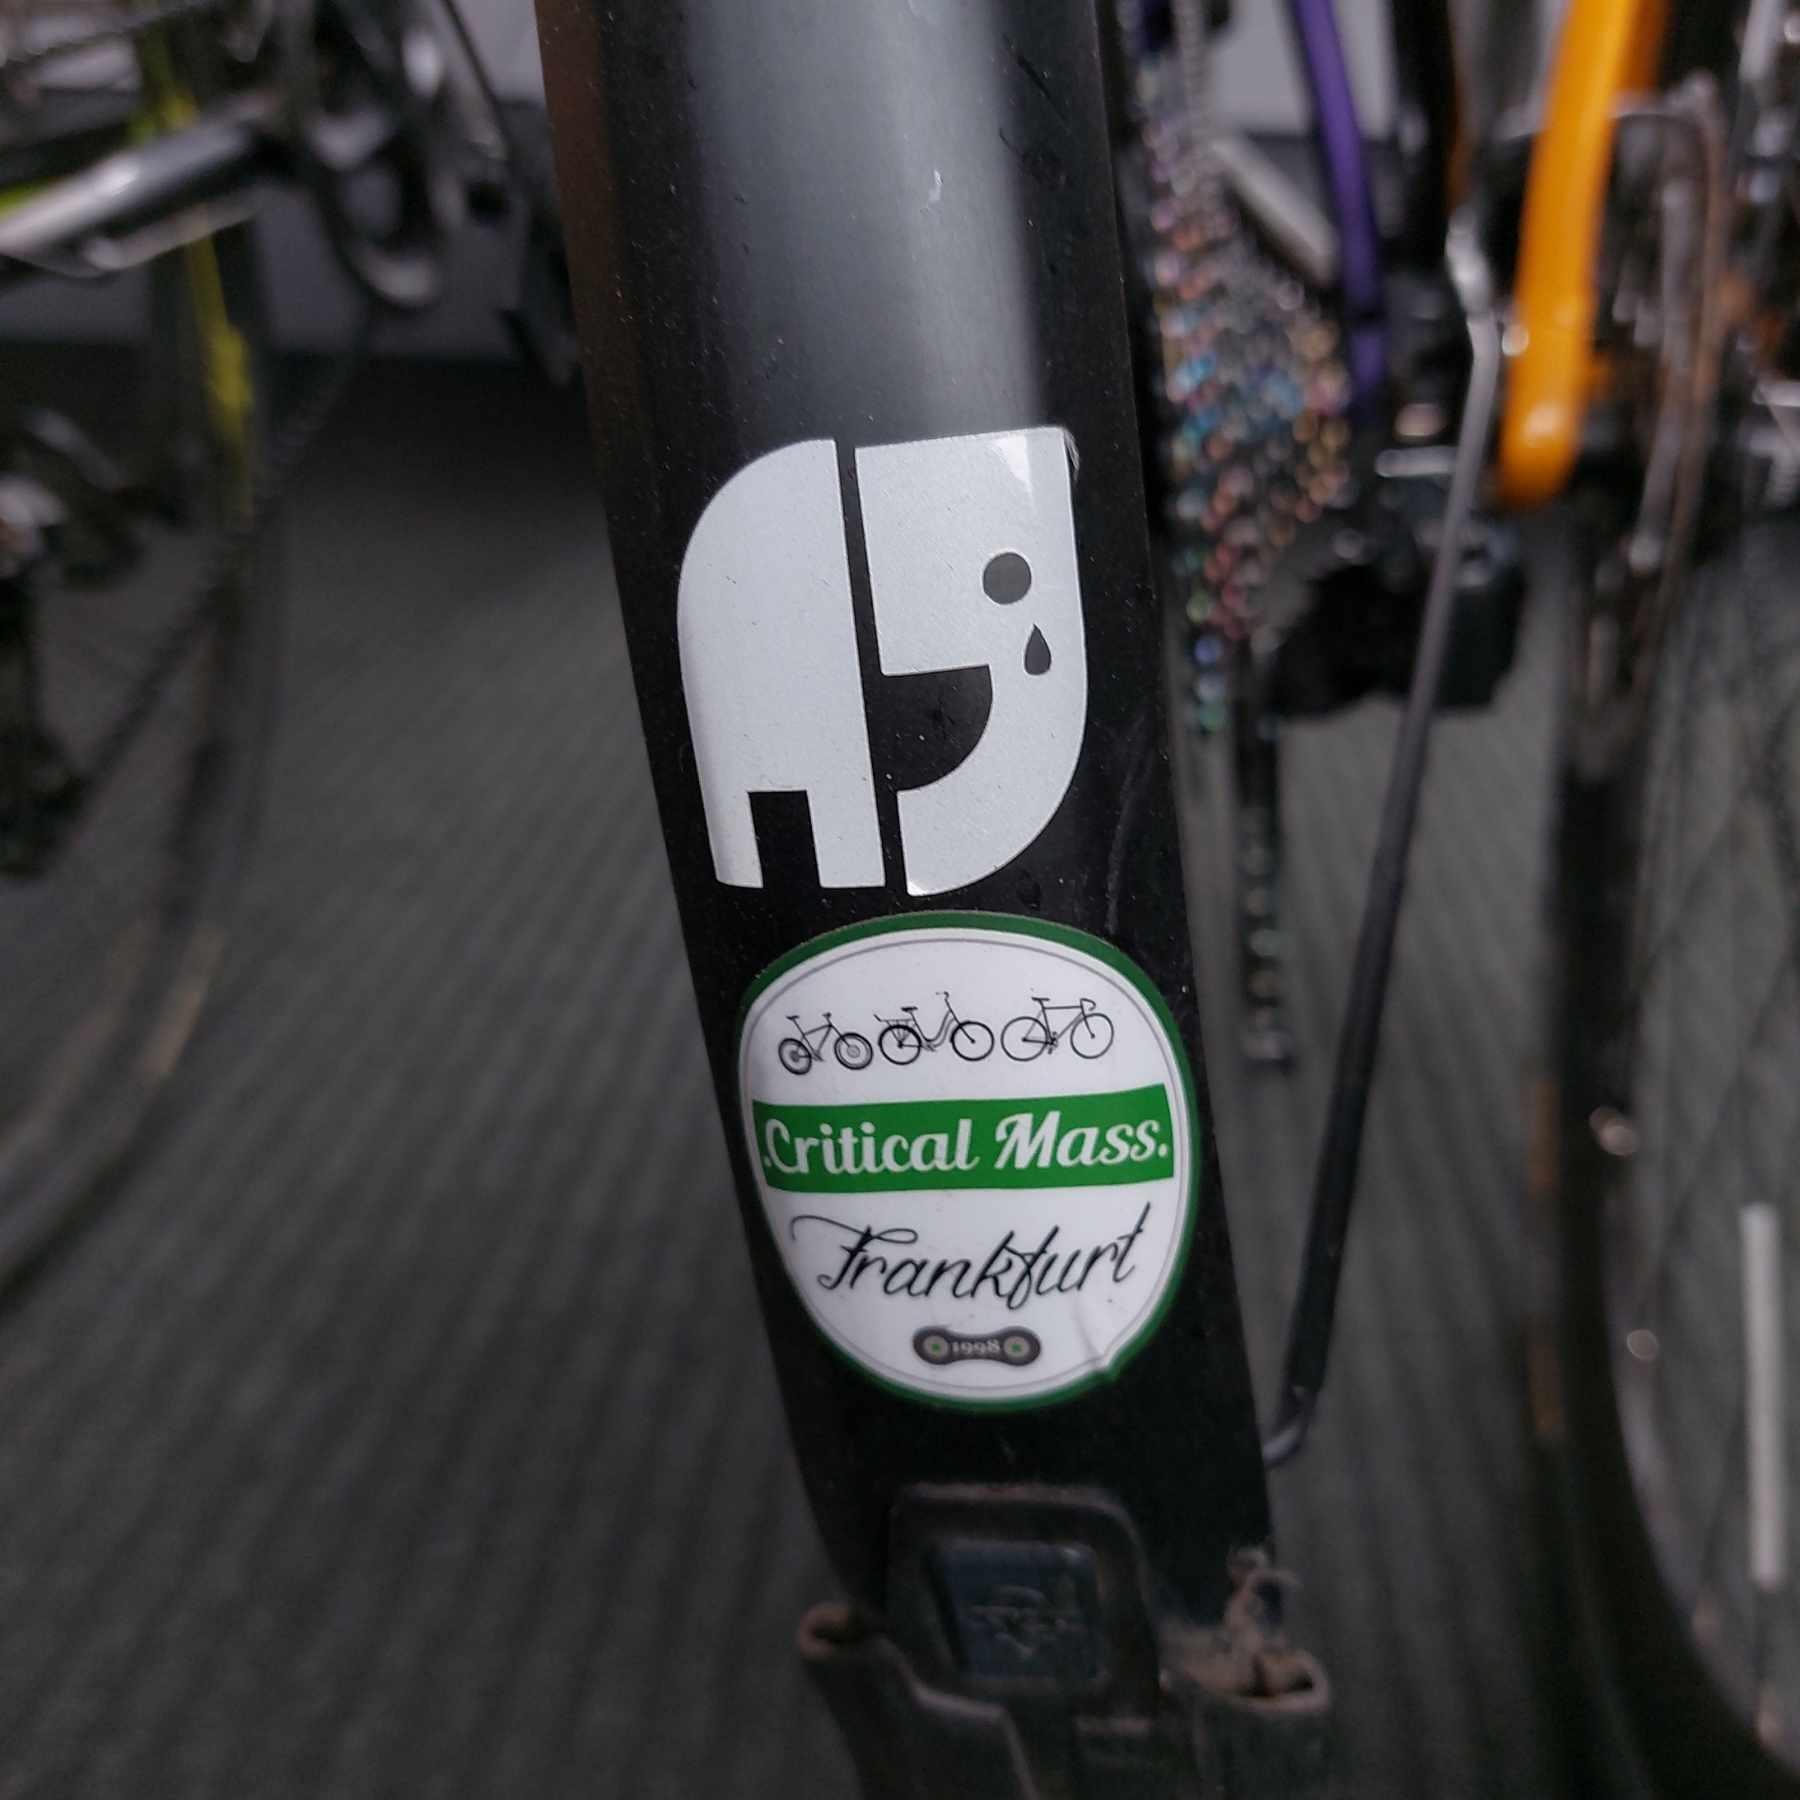 .Critical Mass.
Frankfurt
1998